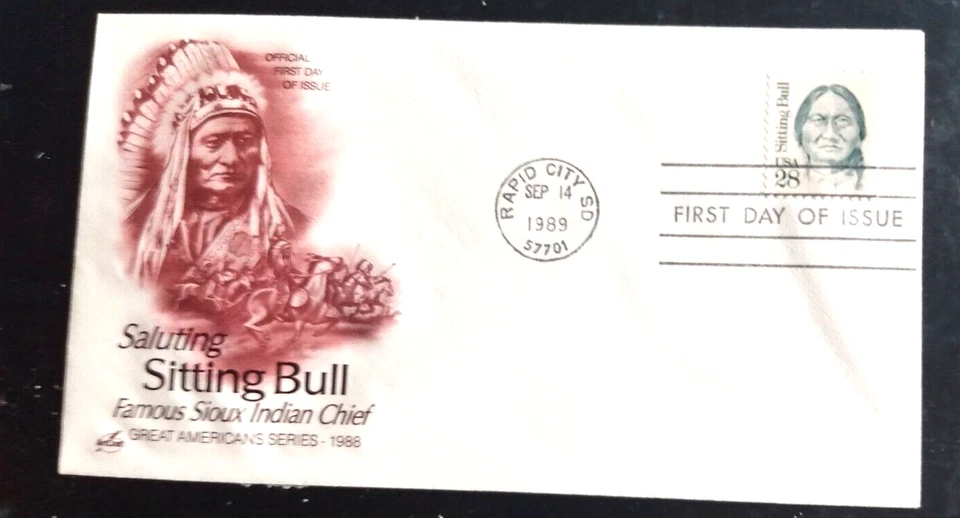 OFFICIAL
FIRST DAY
OF ISSUE
Saluting
Sitting Bull
Famous Sioux Indian Chief
GREAT AMERICANS SERIES - 1988
ArtCraft
RAPID CITY SD
SEP 14
1989
57701
Sitting Bull
USA
28
FIRST DAY OF ISSUE